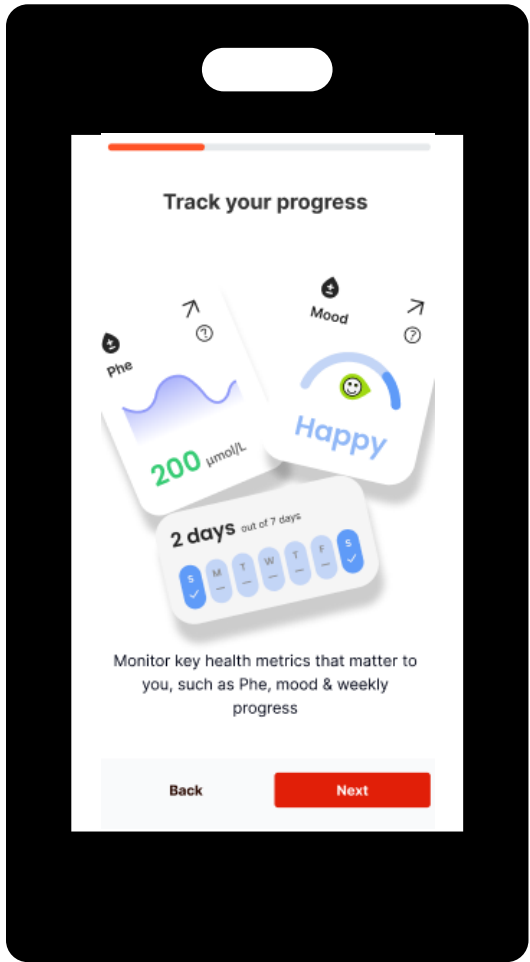 Track your progress
Phe
?
200 µmol/L
Mood
?
Happy
2 days out of 7 days
S M T W T F S
Monitor key health metrics that matter to
you, such as Phe, mood & weekly
progress
Back
Next